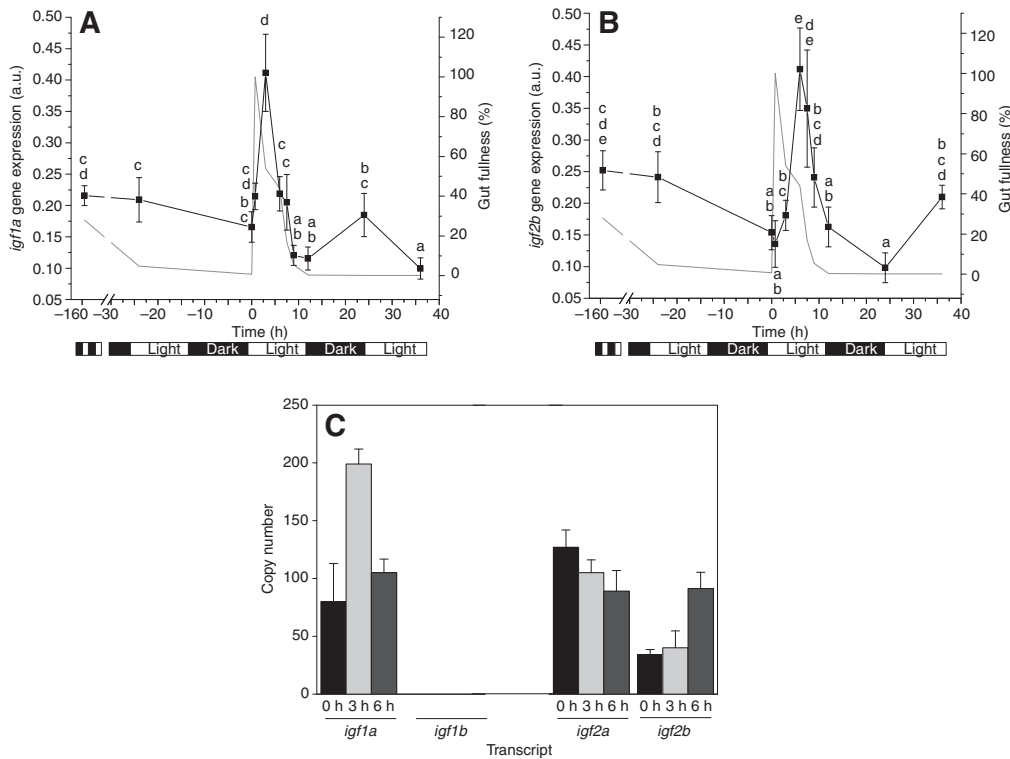 A
igf1a gene expression (a.u.)
0.50
0.45
0.40
0.35
0.30
0.25
0.20
0.15
0.10
0.05
c
d
c
c
d
b
c
d
c
c
a
b
a
b
b
c
a
120
100
80
60
40
20
0
Gut fullness (%)
–160 –30 –20 –10 0 10 20 30 40
Time (h)
Light Dark Light Dark Light
B
igf2b gene expression (a.u.)
0.50
0.45
0.40
0.35
0.30
0.25
0.20
0.15
0.10
0.05
c
d
e
b
c
d
a
b
a
b
b
c
e
d
e
b
c
d
a
b
a
b
c
d
120
100
80
60
40
20
0
Gut fullness (%)
–160 –30 –20 –10 0 10 20 30 40
Time (h)
Light Dark Light Dark Light
C
Copy number
250
200
150
100
50
0
0 h 3 h 6 h 0 h 3 h 6 h 0 h 3 h 6 h
igf1a igf1b igf2a igf2b
Transcript